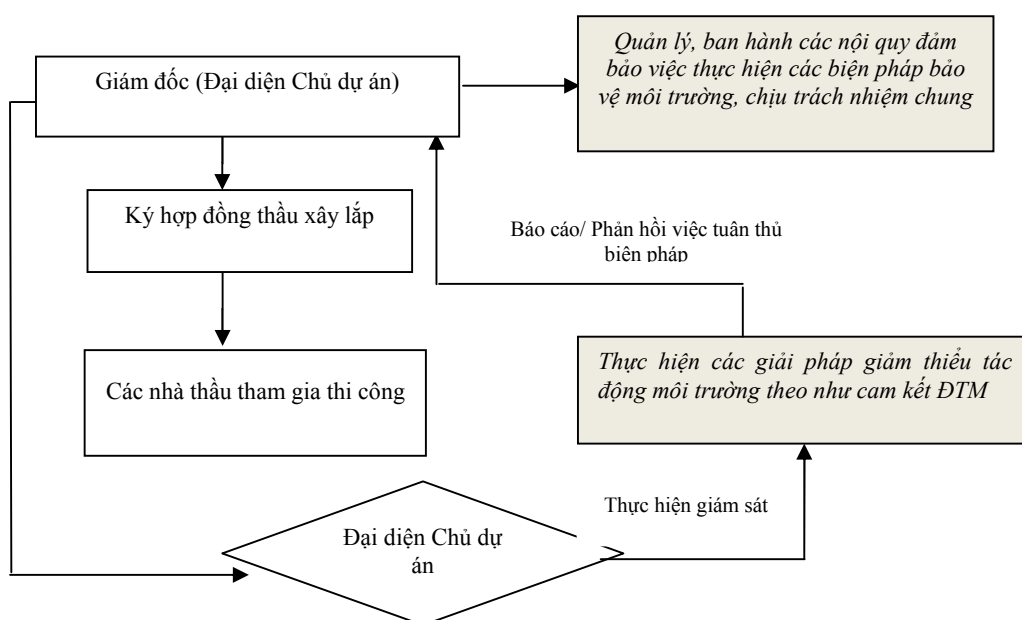 Giám đốc (Đại diện Chủ dự án)
Quản lý, ban hành các nội quy đảm
bảo việc thực hiện các biện pháp bảo
vệ môi trường, chịu trách nhiệm chung
Ký hợp đồng thầu xây lắp
Báo cáo/ Phản hồi việc tuân thủ
biện pháp
Các nhà thầu tham gia thi công
Thực hiện các giải pháp giảm thiểu tác
động môi trường theo như cam kết ĐTM
Thực hiện giám sát
Đại diện Chủ dự
án